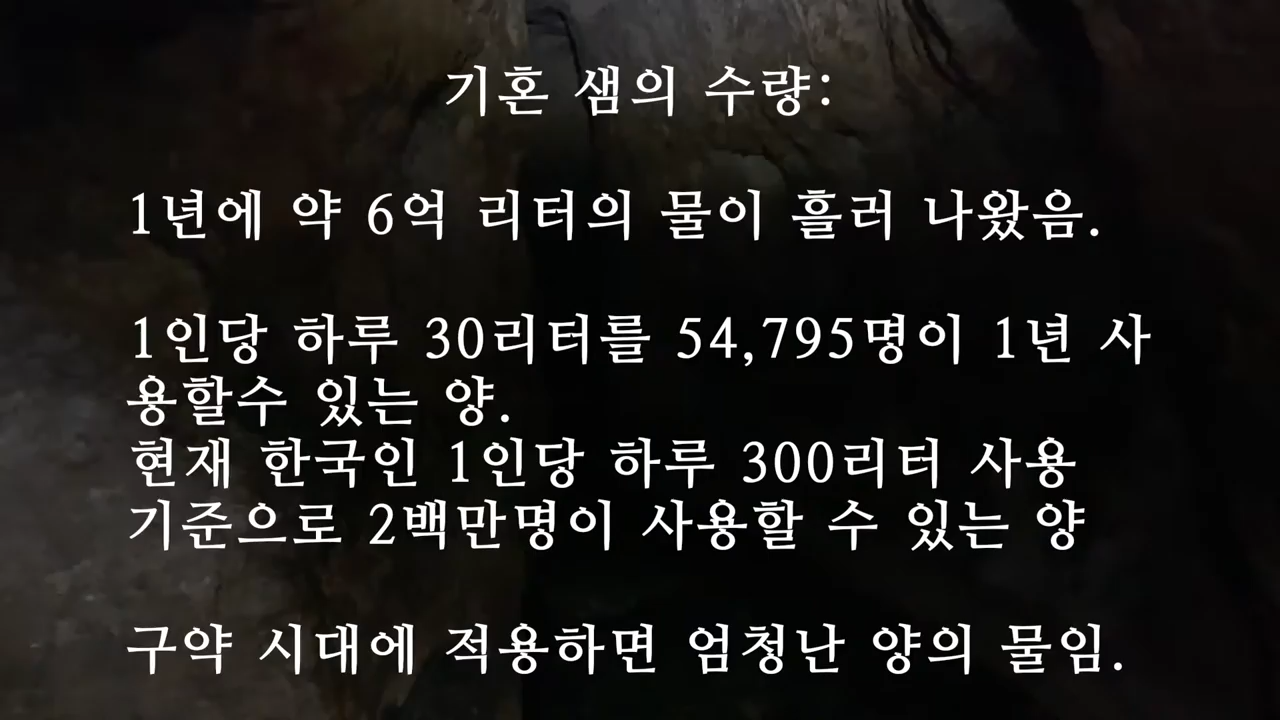 기혼 샘의 수량:
1년에 약 6억 리터의 물이 흘러 나왔음.
1인당 하루 30리터를 54,795명이 1년 사
용할수 있는 양.
현재 한국인 1인당 하루 300리터 사용
기준으로 2백만명이 사용할 수 있는 양
구약 시대에 적용하면 엄청난 양의 물임.